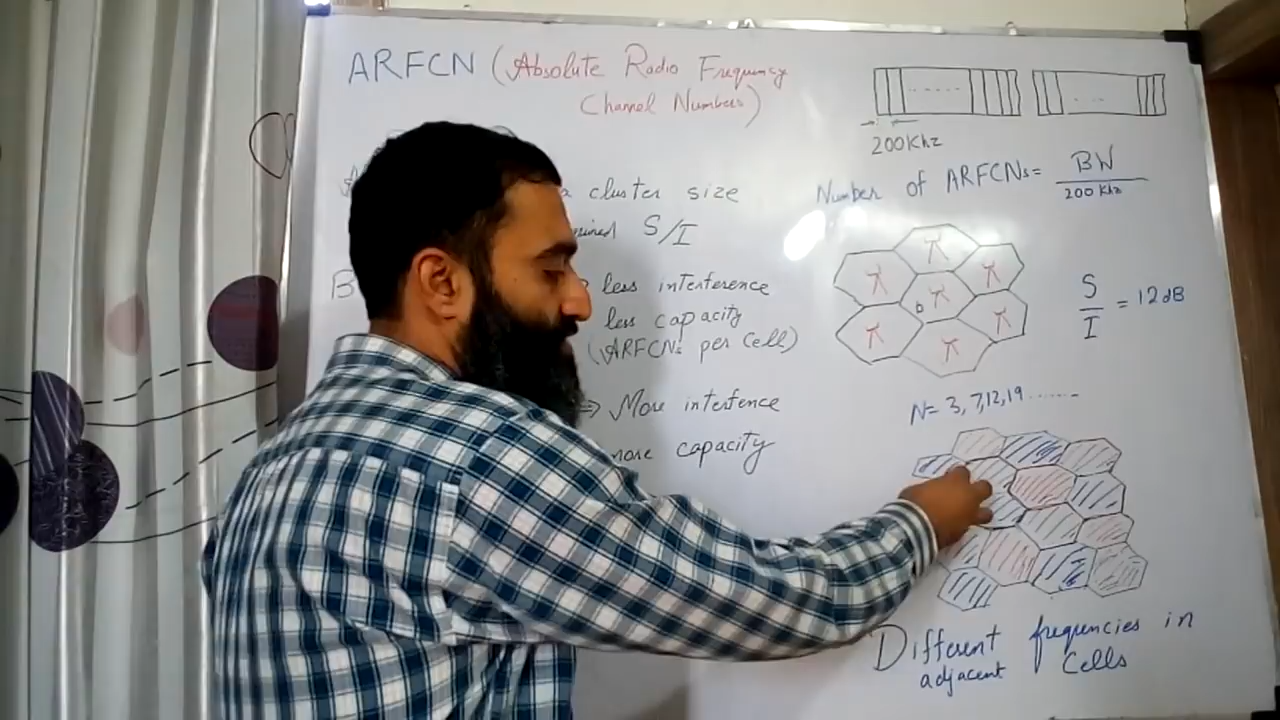 ARFCN (Absolute Radio Frequency
Channel Numbers)
200Khz
Number of ARFCNs = BW
200 Khz
a cluster size
S/I
less interference
less capacity
(ARFCNs per Cell)
⇒ More interfence
more capacity
S
I
= 12 dB
N= 3, 7,12,19 .......
Different frequencies in
adjacent Cells